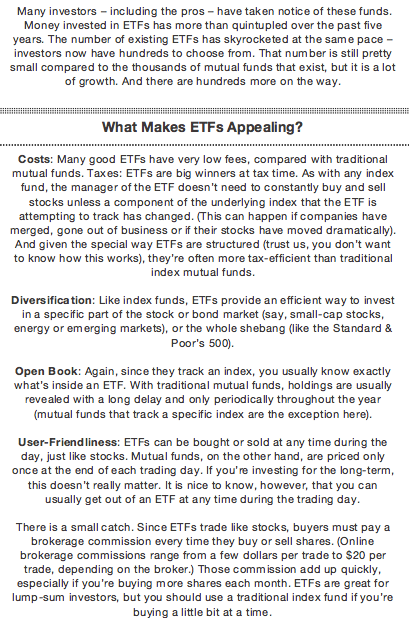 Many investors – including the pros – have taken notice of these funds.
Money invested in ETFs has more than quintupled over the past five
years. The number of existing ETFs has skyrocketed at the same pace –
investors now have hundreds to choose from. That number is still pretty
small compared to the thousands of mutual funds that exist, but it is a lot
of growth. And there are hundreds more on the way.
What Makes ETFs Appealing?
Costs: Many good ETFs have very low fees, compared with traditional
mutual funds. Taxes: ETFs are big winners at tax time. As with any index
fund, the manager of the ETF doesn't need to constantly buy and sell
stocks unless a component of the underlying index that the ETF is
attempting to track has changed. (This can happen if companies have
merged, gone out of business or if their stocks have moved dramatically).
And given the special way ETFs are structured (trust us, you don't want
to know how this works), they're often more tax-efficient than traditional
index mutual funds.
Diversification: Like index funds, ETFs provide an efficient way to invest
in a specific part of the stock or bond market (say, small-cap stocks,
energy or emerging markets), or the whole shebang (like the Standard &
Poor's 500).
Open Book: Again, since they track an index, you usually know exactly
what's inside an ETF. With traditional mutual funds, holdings are usually
revealed with a long delay and only periodically throughout the year
(mutual funds that track a specific index are the exception here).
User-Friendliness: ETFs can be bought or sold at any time during the
day, just like stocks. Mutual funds, on the other hand, are priced only
once at the end of each trading day. If you're investing for the long-term,
this doesn't really matter. It is nice to know, however, that you can
usually get out of an ETF at any time during the trading day.
There is a small catch. Since ETFs trade like stocks, buyers must pay a
brokerage commission every time they buy or sell shares. (Online
brokerage commissions range from a few dollars per trade to $20 per
trade, depending on the broker.) Those commission add up quickly,
especially if you're buying more shares each month. ETFs are great for
lump-sum investors, but you should use a traditional index fund if you're
buying a little bit at a time.